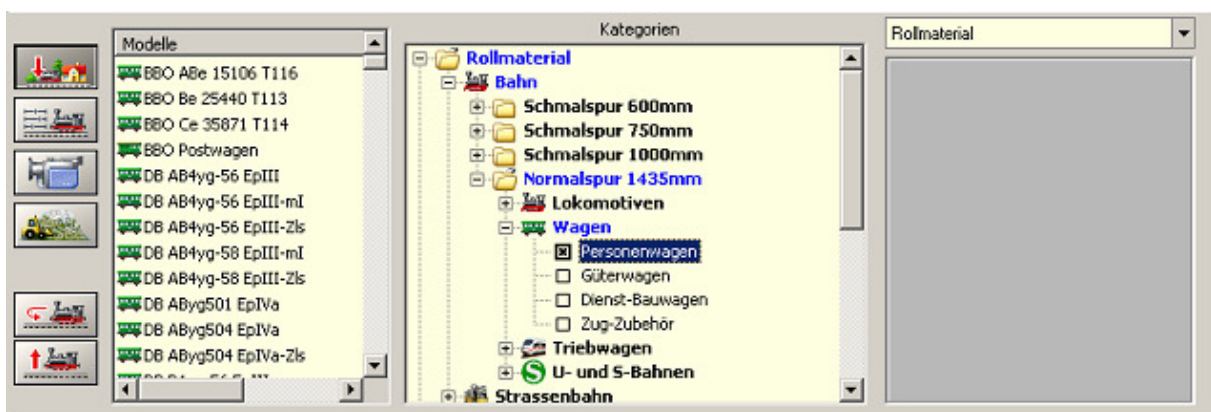 Modelle
BBO ABe 15106 T116
BBO Be 25440 T113
BBO Ce 35871 T114
BBO Postwagen
DB AB4yg-56 EpIII
DB AB4yg-56 EpIII-mI
DB AB4yg-56 EpIII-Zls
DB AB4yg-58 EpIII-mI
DB AB4yg-58 EpIII-Zls
DB AByg501 EpIVa
DB AByg504 EpIVa
DB AByg504 EpIVa-Zls
Kategorien
Rollmaterial
Bahn
Schmalspur 600mm
Schmalspur 750mm
Schmalspur 1000mm
Normalspur 1435mm
Lokomotiven
Wagen
Personenwagen
Güterwagen
Dienst-Bauwagen
Zug-Zubehör
Triebwagen
S U- und S-Bahnen
Strassenbahn
Rollmaterial